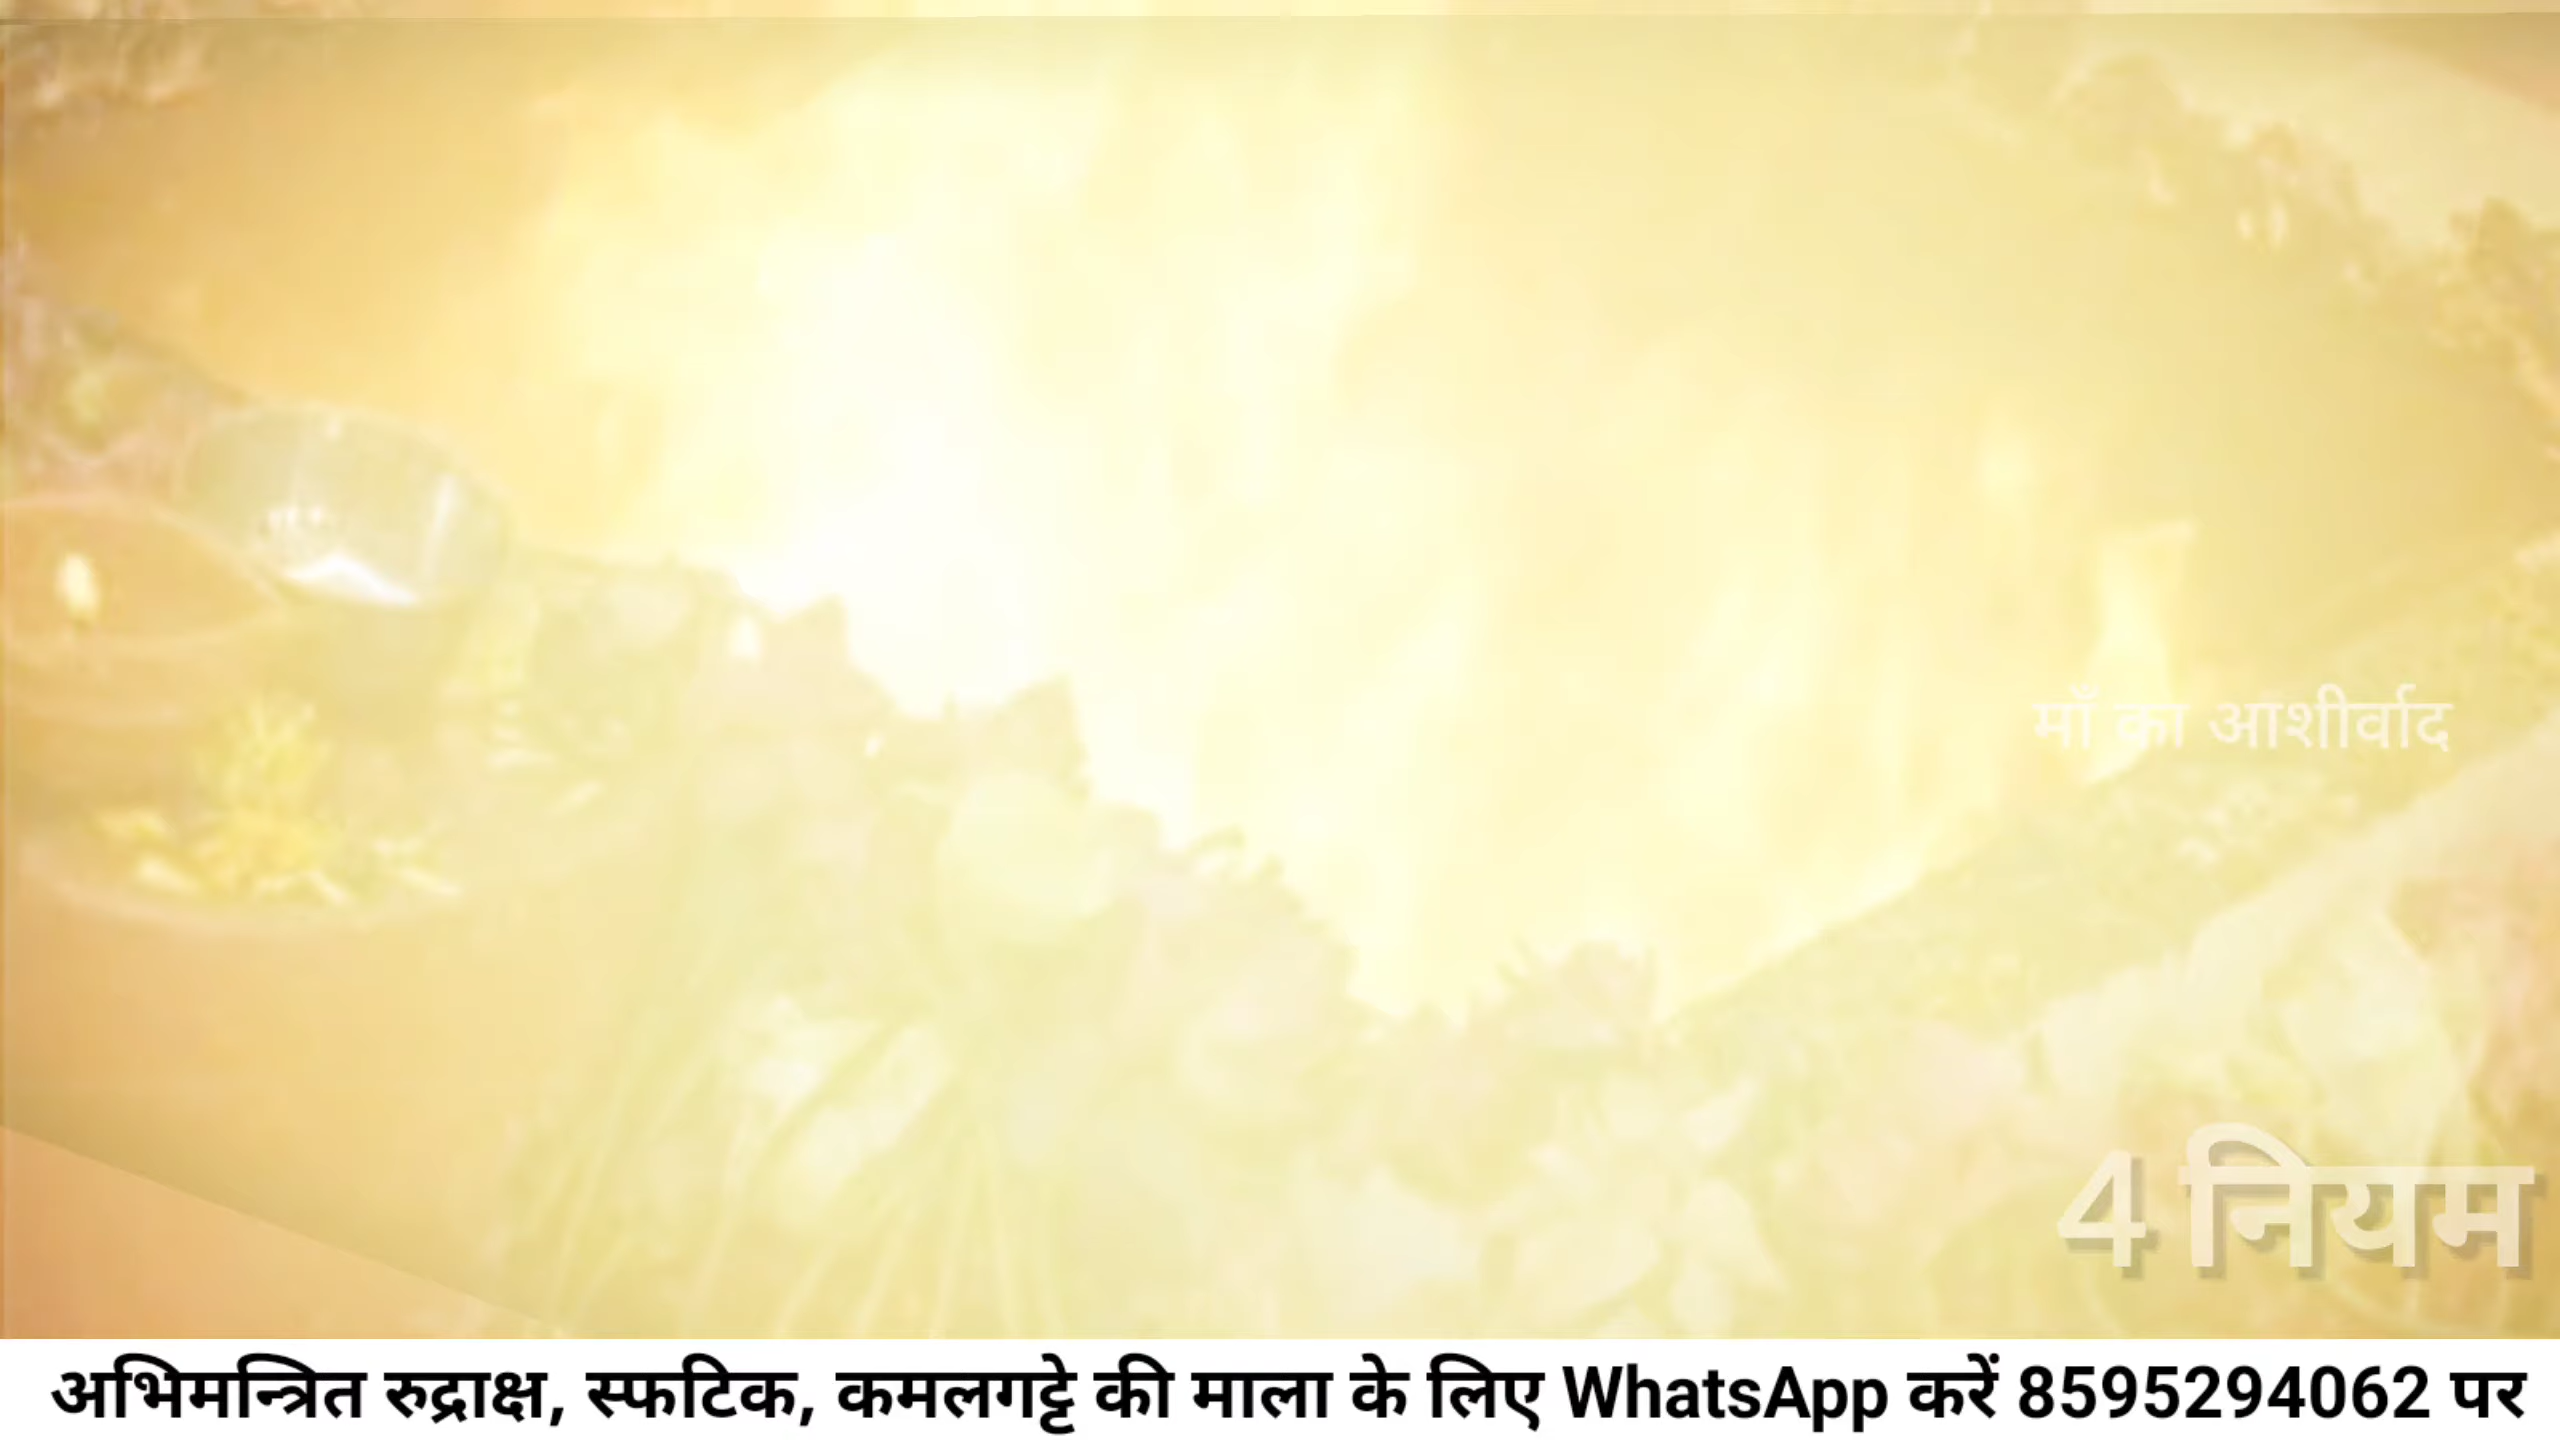 माँ का आशीर्वाद
4 नियम
अभिमन्त्रित रुद्राक्ष, स्फटिक, कमलगट्टे की माला के लिए WhatsApp करें 8595294062 पर